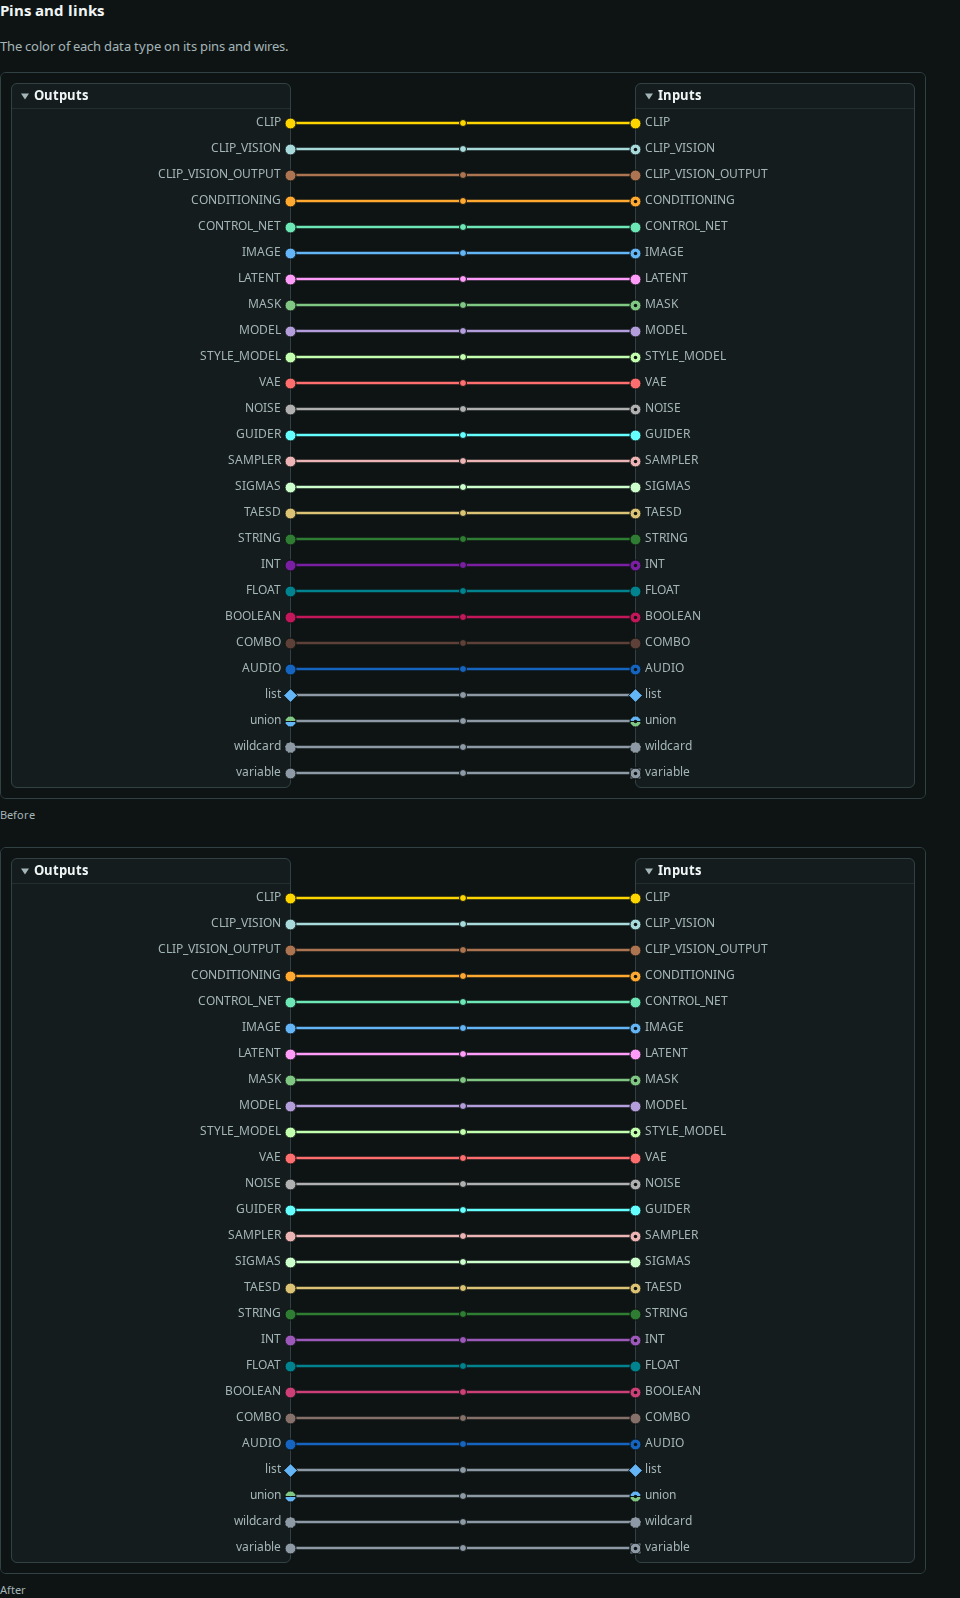 Pins and links
The color of each data type on its pins and wires.
Outputs Inputs
CLIP CLIP
CLIP_VISION CLIP_VISION
CLIP_VISION_OUTPUT CLIP_VISION_OUTPUT
CONDITIONING CONDITIONING
CONTROL_NET CONTROL_NET
IMAGE IMAGE
LATENT LATENT
MASK MASK
MODEL MODEL
STYLE_MODEL STYLE_MODEL
VAE VAE
NOISE NOISE
GUIDER GUIDER
SAMPLER SAMPLER
SIGMAS SIGMAS
TAESD TAESD
STRING STRING
INT INT
FLOAT FLOAT
BOOLEAN BOOLEAN
COMBO COMBO
AUDIO AUDIO
list list
union union
wildcard wildcard
variable variable
Before
Outputs Inputs
CLIP CLIP
CLIP_VISION CLIP_VISION
CLIP_VISION_OUTPUT CLIP_VISION_OUTPUT
CONDITIONING CONDITIONING
CONTROL_NET CONTROL_NET
IMAGE IMAGE
LATENT LATENT
MASK MASK
MODEL MODEL
STYLE_MODEL STYLE_MODEL
VAE VAE
NOISE NOISE
GUIDER GUIDER
SAMPLER SAMPLER
SIGMAS SIGMAS
TAESD TAESD
STRING STRING
INT INT
FLOAT FLOAT
BOOLEAN BOOLEAN
COMBO COMBO
AUDIO AUDIO
list list
union union
wildcard wildcard
variable variable
After